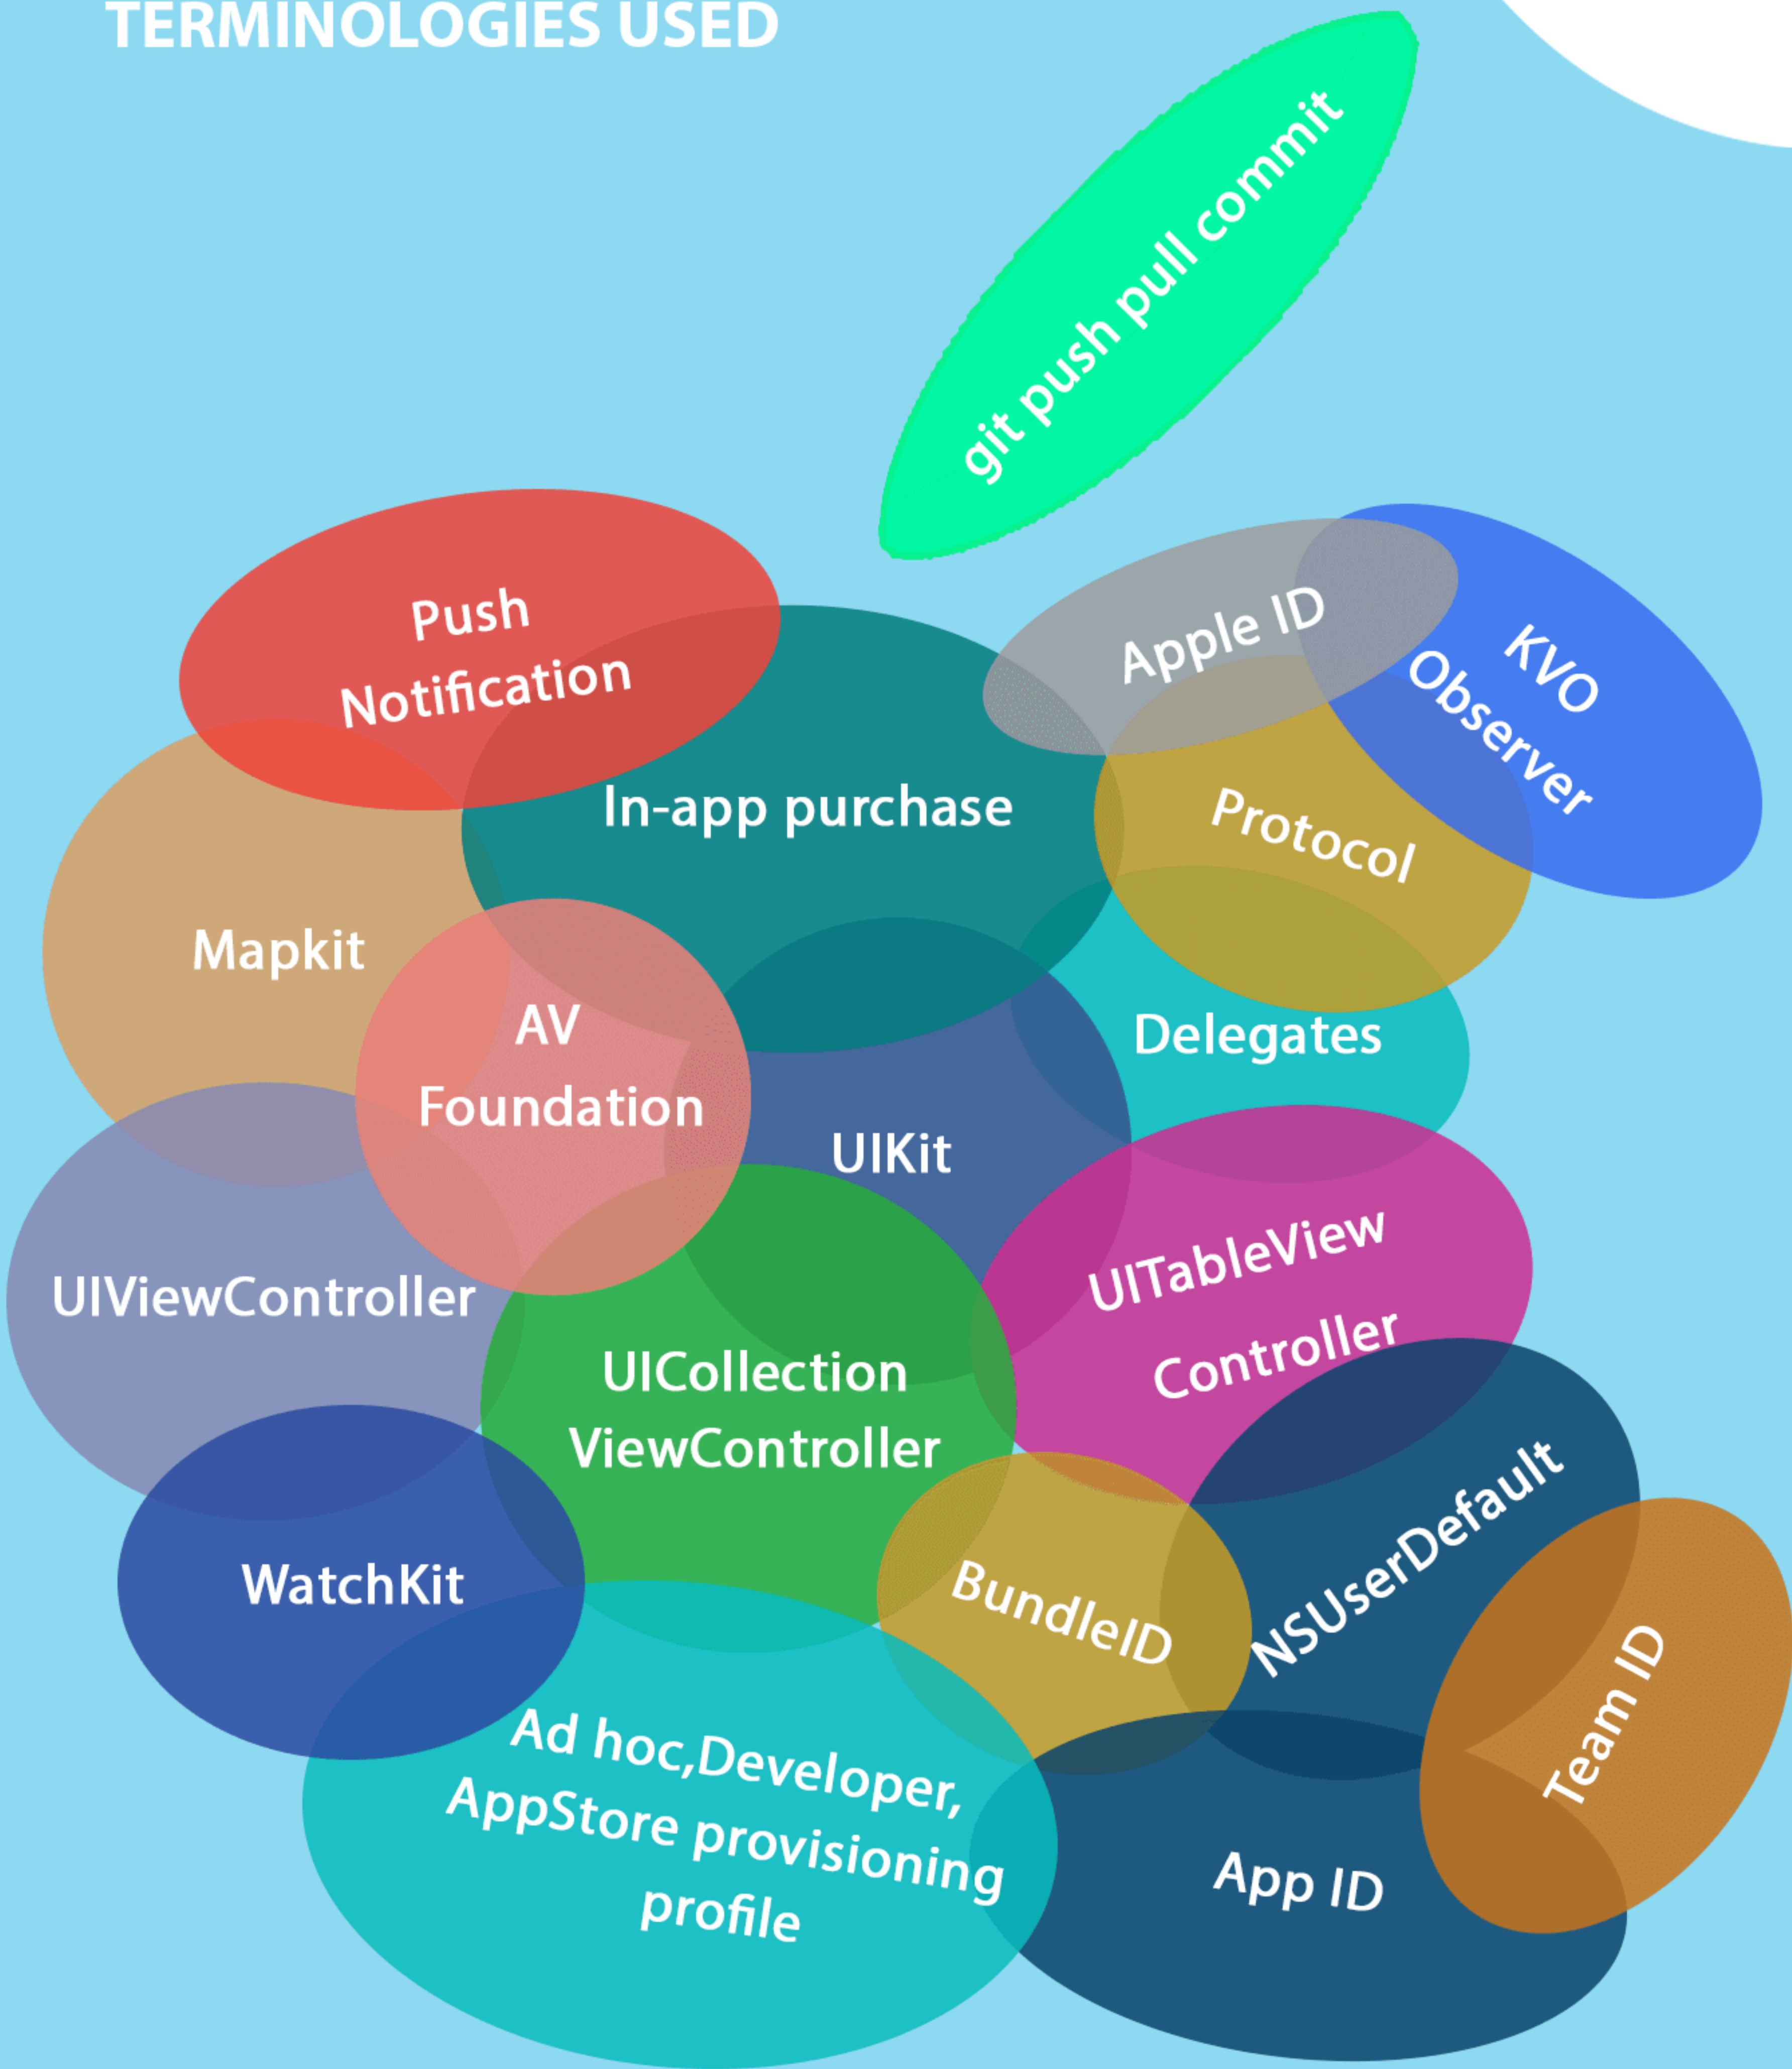 TERMINOLOGIES USED
git push pull commit
Push
Notification
Apple ID
KVO
Observer
In-app purchase
Protocol
Mapkit
AV
Foundation
Delegates
UIKit
UIViewController
UITableView
Controller
UICollection
ViewController
WatchKit
BundleID
NSUserDefault
Team ID
Ad hoc,Developer,
AppStore provisioning
profile
App ID